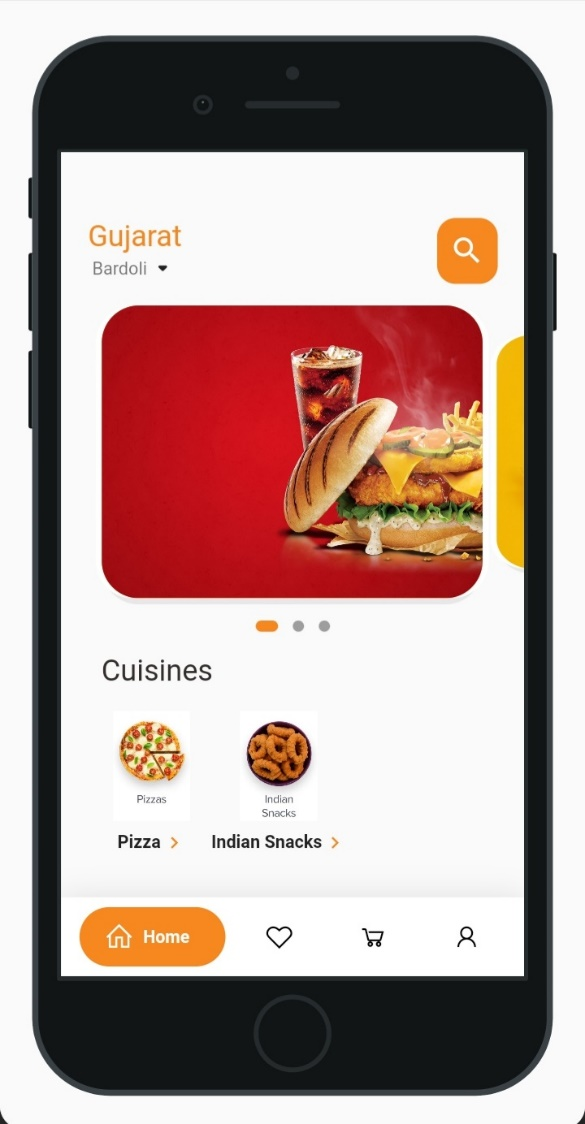 Gujarat
Bardoli
Cuisines
Pizzas
Indian
Snacks
Pizza
Indian Snacks
Home